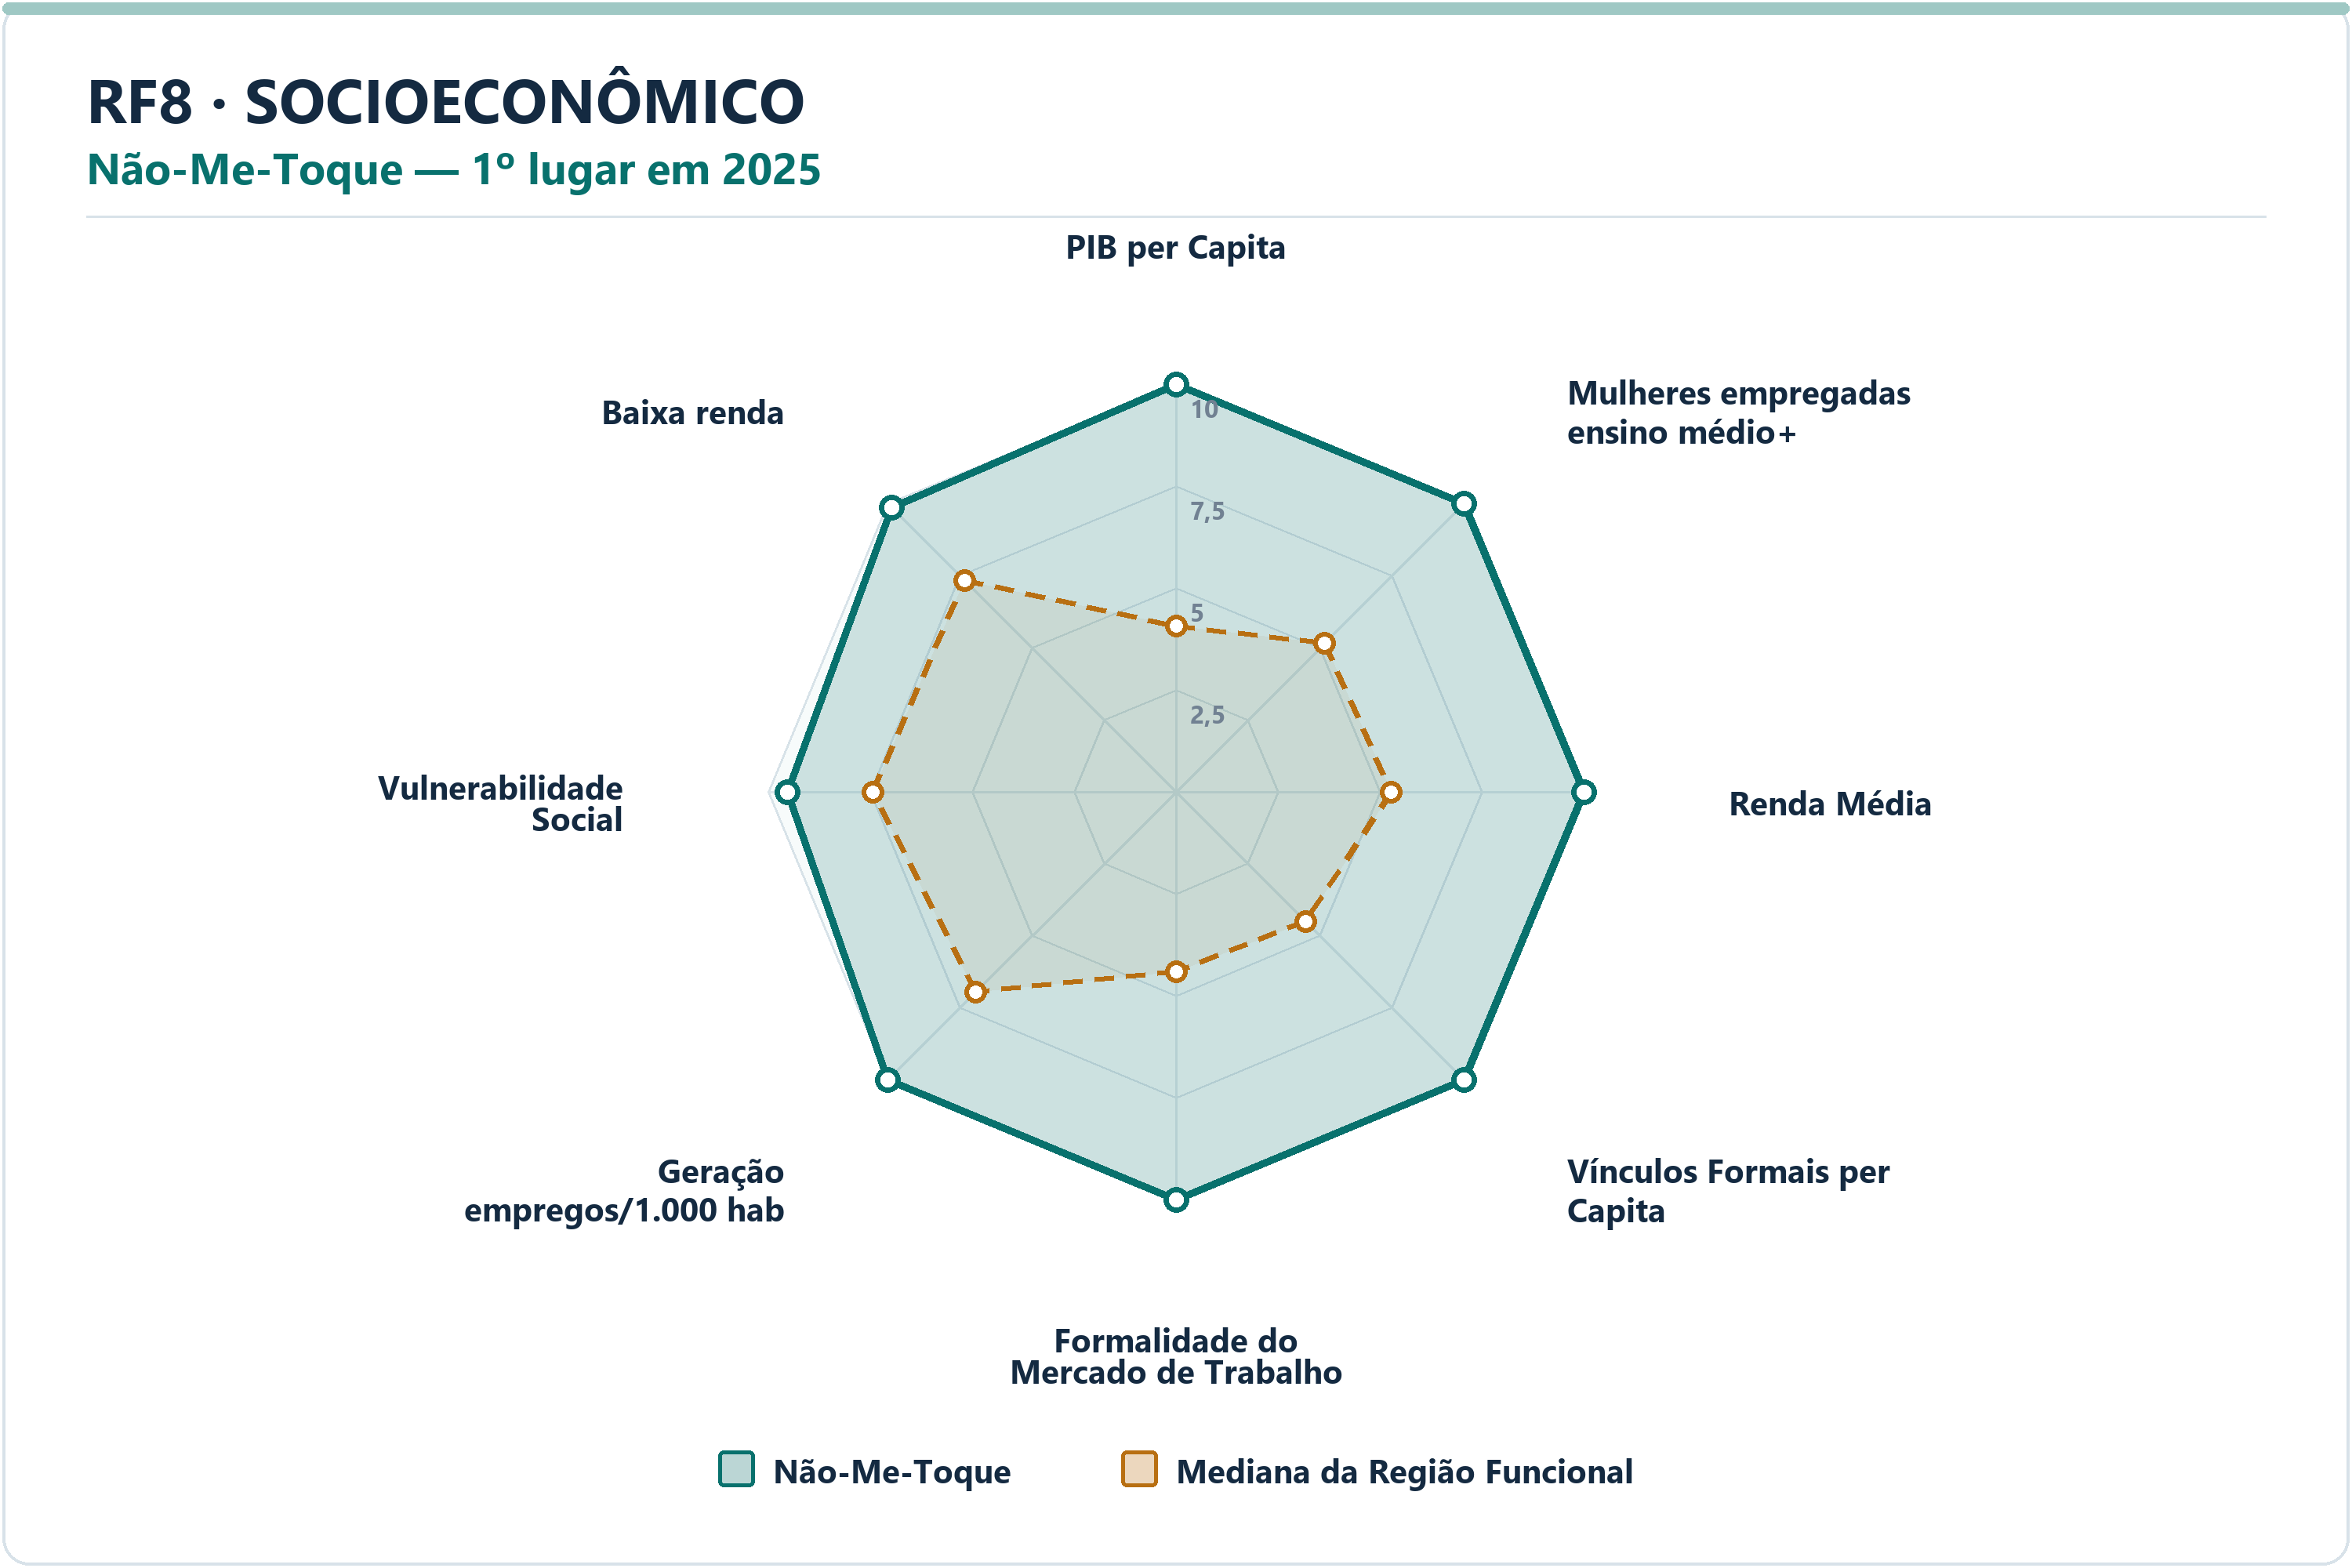 RF8 · SOCIOECONÔMICO
Não-Me-Toque — 1º lugar em 2025
PIB per Capita
Mulheres empregadas
ensino médio+
Baixa renda
10
7,5
5
2,5
Vulnerabilidade
Social
Renda Média
Geração
empregos/1.000 hab
Vínculos Formais per
Capita
Formalidade do
Mercado de Trabalho
Não-Me-Toque
Mediana da Região Funcional